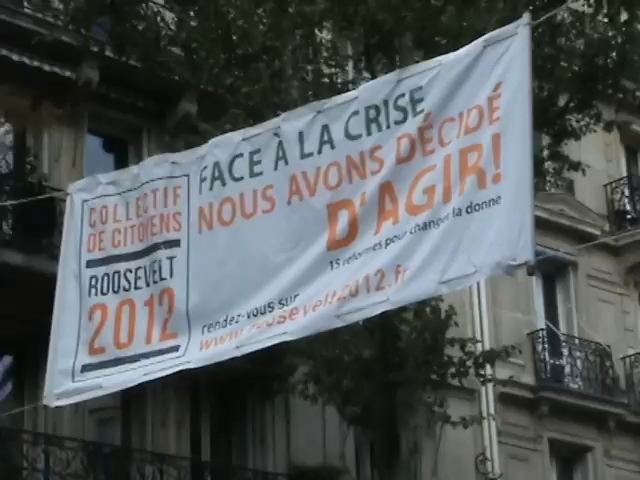 COLLECTIF
DE CITOYENS
ROOSEVELT
2012
FACE À LA CRISE
NOUS AVONS DÉCIDÉ
D'AGIR!
15 réformes pour changer la donne
rendez-vous sur
www.roosevelt2012.fr